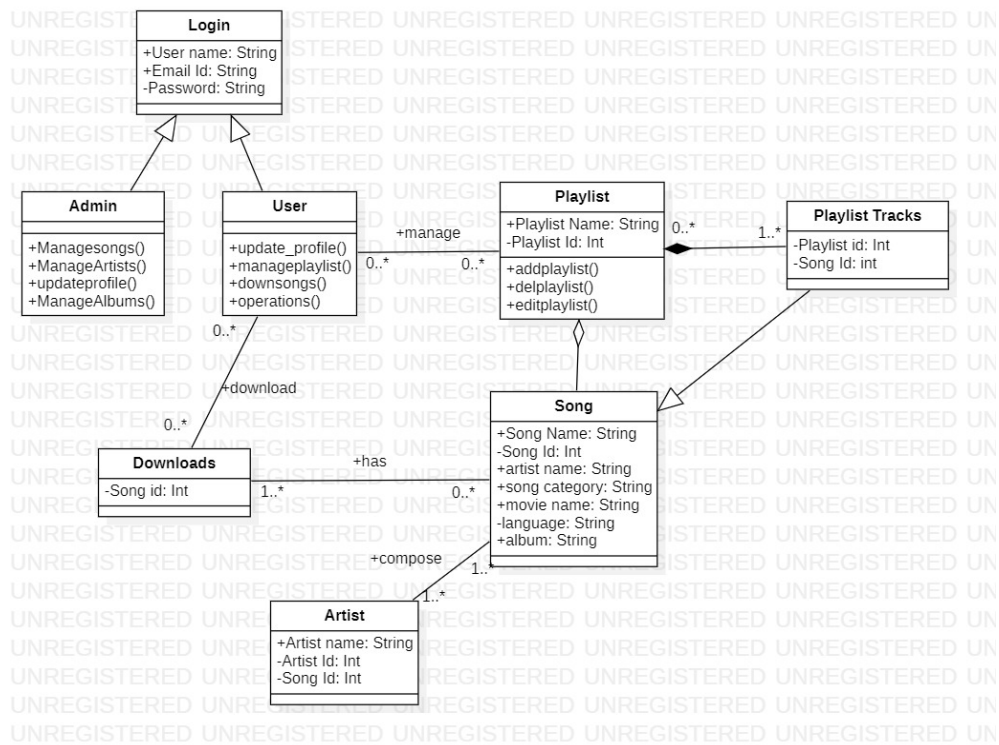 Login
+User name: String
+Email Id: String
-Password: String
Admin
+Managesongs()
+ManageArtists()
+updateprofile()
+ManageAlbums()
User
+update_profile()
+manageplaylist()
+downsongs()
+operations()
+manage
0..*
0..*
Playlist
+Playlist Name: String
-Playlist Id: Int
+addplaylist()
+delplaylist()
+editplaylist()
0..*
1..*
Playlist Tracks
-Playlist id: Int
-Song Id: int
0..*
+download
0..*
Downloads
-Song id: Int
+has
1..*
0..*
Song
+Song Name: String
-Song Id: Int
+artist name: String
+song category: String
+movie name: String
-language: String
+album: String
+compose
1..*
1..*
Artist
+Artist name: String
-Artist Id: Int
-Song Id: Int
UNREGISTERED